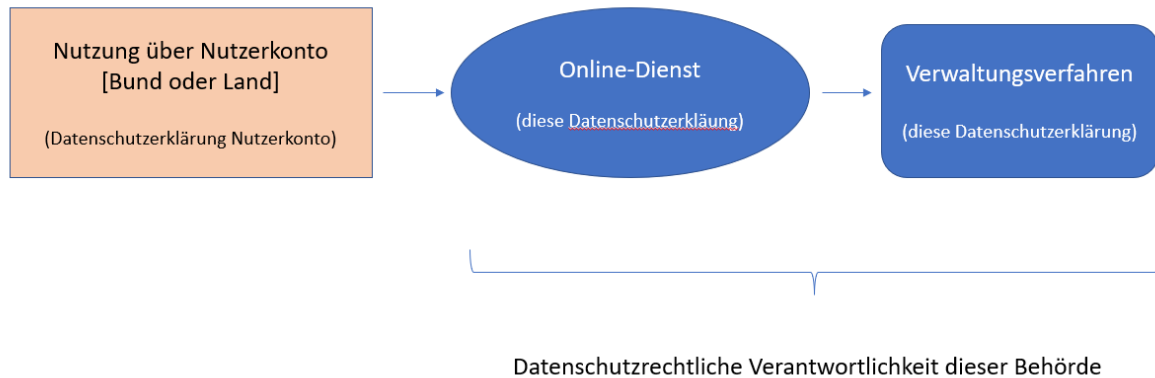 Nutzung über Nutzerkonto
[Bund oder Land]
(Datenschutzerklärung Nutzerkonto)
Online-Dienst
(diese Datenschutzerkläung)
Verwaltungsverfahren
(diese Datenschutzerklärung)
Datenschutzrechtliche Verantwortlichkeit dieser Behörde